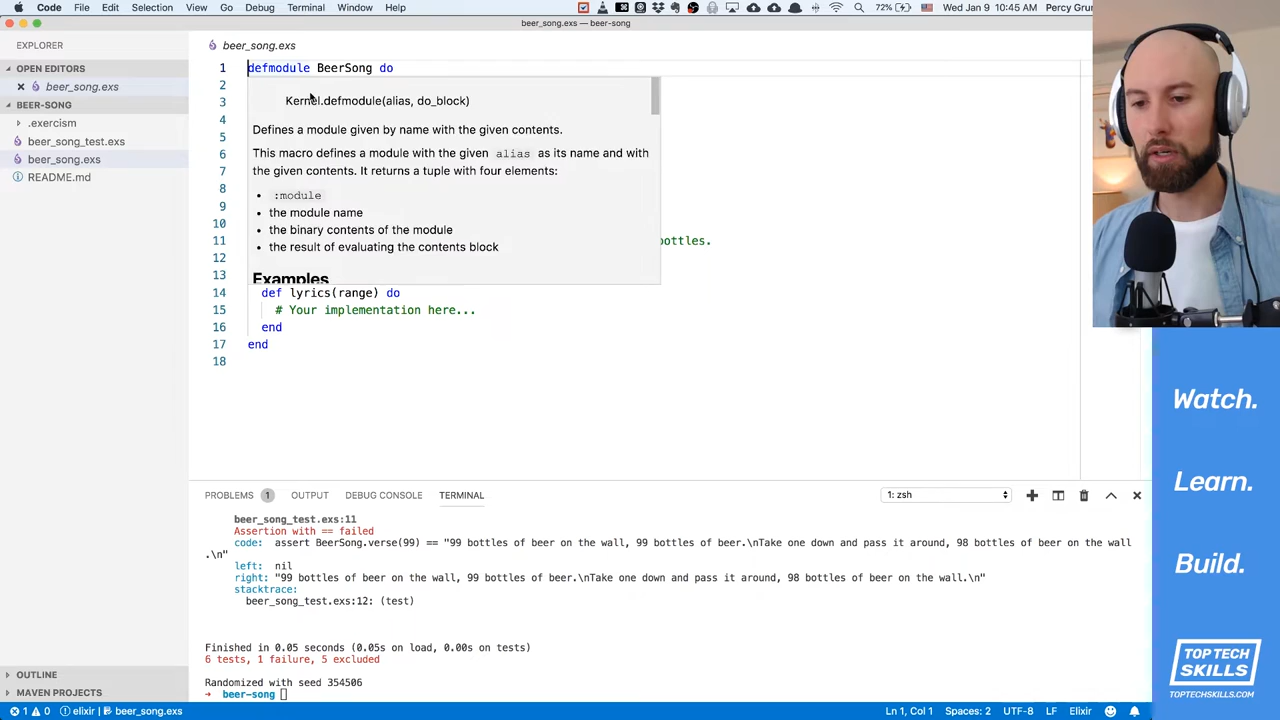 Code File Edit Selection View Go Debug Terminal Window Help 72% Wed Jan 9 10:45 AM Percy Grun
beer_song.exs — beer-song
EXPLORER
OPEN EDITORS
beer_song.exs
BEER-SONG
.exercism
beer_song_test.exs
beer_song.exs
README.md
OUTLINE
MAVEN PROJECTS
beer_song.exs
1 defmodule BeerSong do
2
3
4
5
6
7
8
9
10
11 bottles.
12
13
14 def lyrics(range) do
15 # Your implementation here...
16 end
17 end
18
Kernel.defmodule(alias, do_block)
Defines a module given by name with the given contents.
This macro defines a module with the given alias as its name and with
the given contents. It returns a tuple with four elements:
• :module
• the module name
• the binary contents of the module
• the result of evaluating the contents block
Examples
PROBLEMS 1 OUTPUT DEBUG CONSOLE TERMINAL 1: zsh
beer_song_test.exs:11
Assertion with == failed
code: assert BeerSong.verse(99) == "99 bottles of beer on the wall, 99 bottles of beer.\nTake one down and pass it around, 98 bottles of beer on the wall
.\n"
left: nil
right: "99 bottles of beer on the wall, 99 bottles of beer.\nTake one down and pass it around, 98 bottles of beer on the wall.\n"
stacktrace:
beer_song_test.exs:12: (test)
Finished in 0.05 seconds (0.05s on load, 0.00s on tests)
6 tests, 1 failure, 5 excluded
Randomized with seed 354506
→ beer-song
1 0 elixir beer_song.exs Ln 1, Col 1 Spaces: 2 UTF-8 LF Elixir
Watch.
Learn.
Build.
TOP TECH
SKILLS
TOPTECHSKILLS.COM